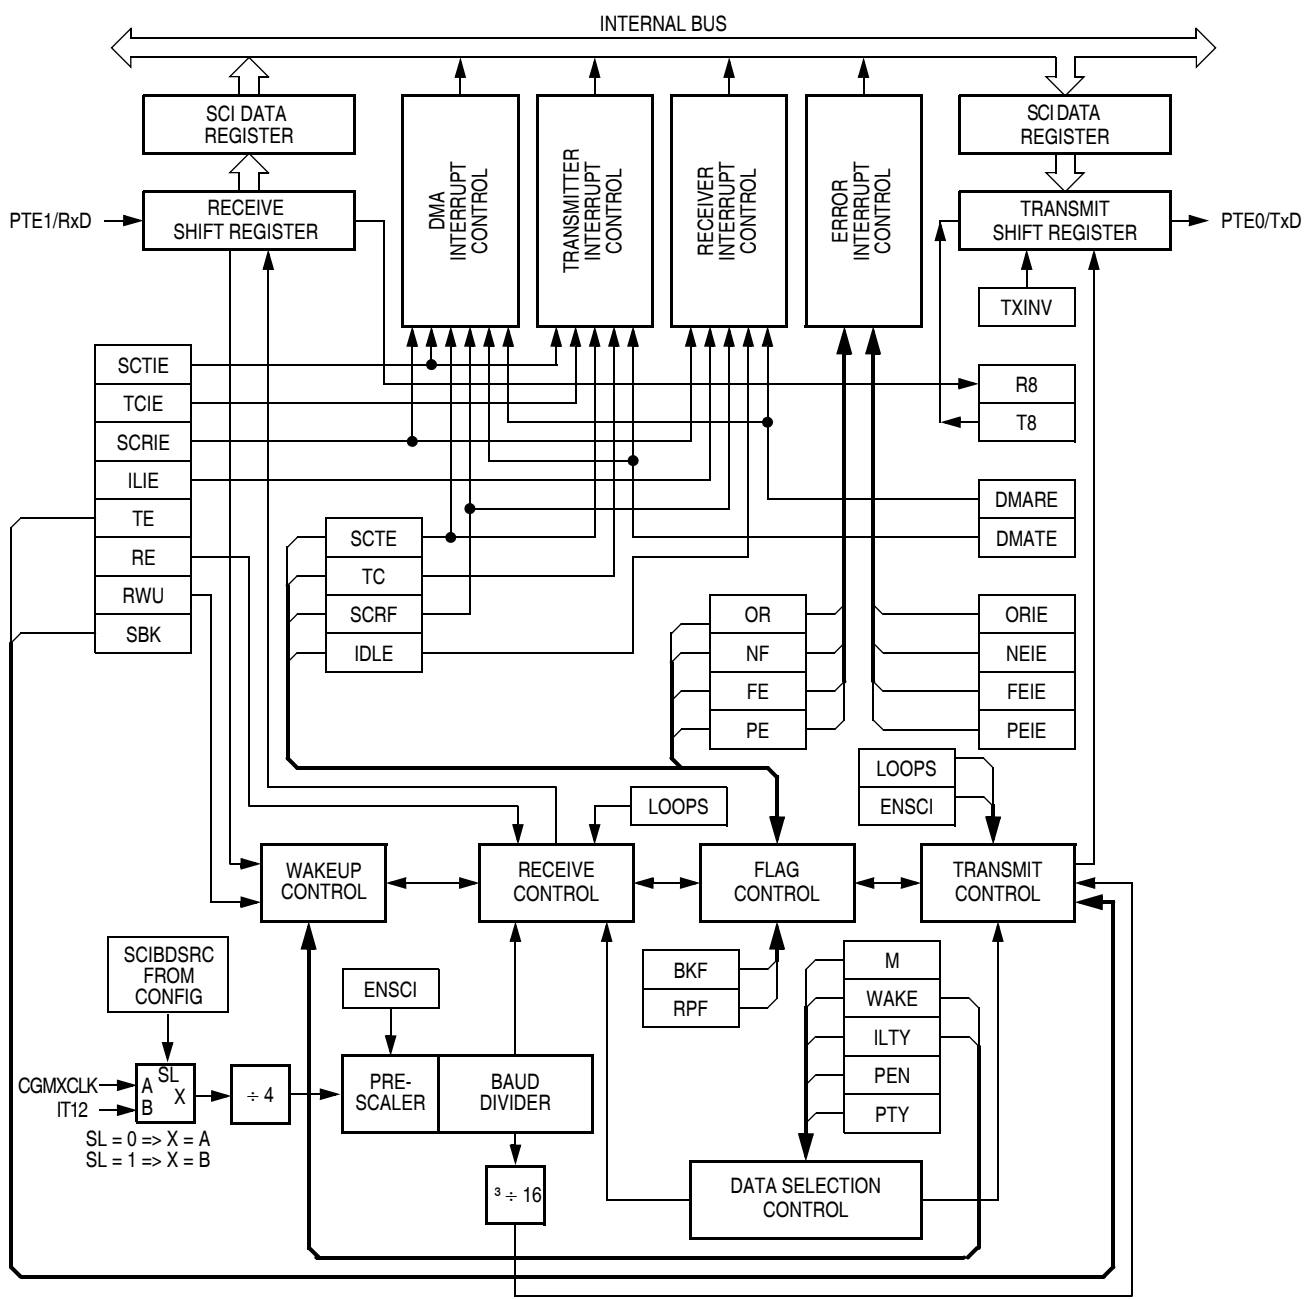 INTERNAL BUS
SCI DATA
REGISTER
DMA
INTERRUPT
CONTROL
TRANSMITTER
INTERRUPT
CONTROL
RECEIVER
INTERRUPT
CONTROL
ERROR
INTERRUPT
CONTROL
SCI DATA
REGISTER
PTE1/RxD
RECEIVE
SHIFT REGISTER
TRANSMIT
SHIFT REGISTER
PTE0/TxD
TXINV
SCTIE
TCIE
SCRIE
ILIE
TE
RE
RWU
SBK
R8
T8
DMARE
DMATE
SCTE
TC
SCRF
IDLE
OR
NF
FE
PE
ORIE
NEIE
FEIE
PEIE
LOOPS
ENSCI
LOOPS
WAKEUP
CONTROL
RECEIVE
CONTROL
FLAG
CONTROL
TRANSMIT
CONTROL
SCIBDSRC
FROM
CONFIG
ENSCI
BKF
RPF
M
WAKE
ILTY
PEN
PTY
CGMXCLK
IT12
A
B
SL
X
÷ 4
PRE-
SCALER
BAUD
DIVIDER
SL = 0 => X = A
SL = 1 => X = B
³ ÷ 16
DATA SELECTION
CONTROL